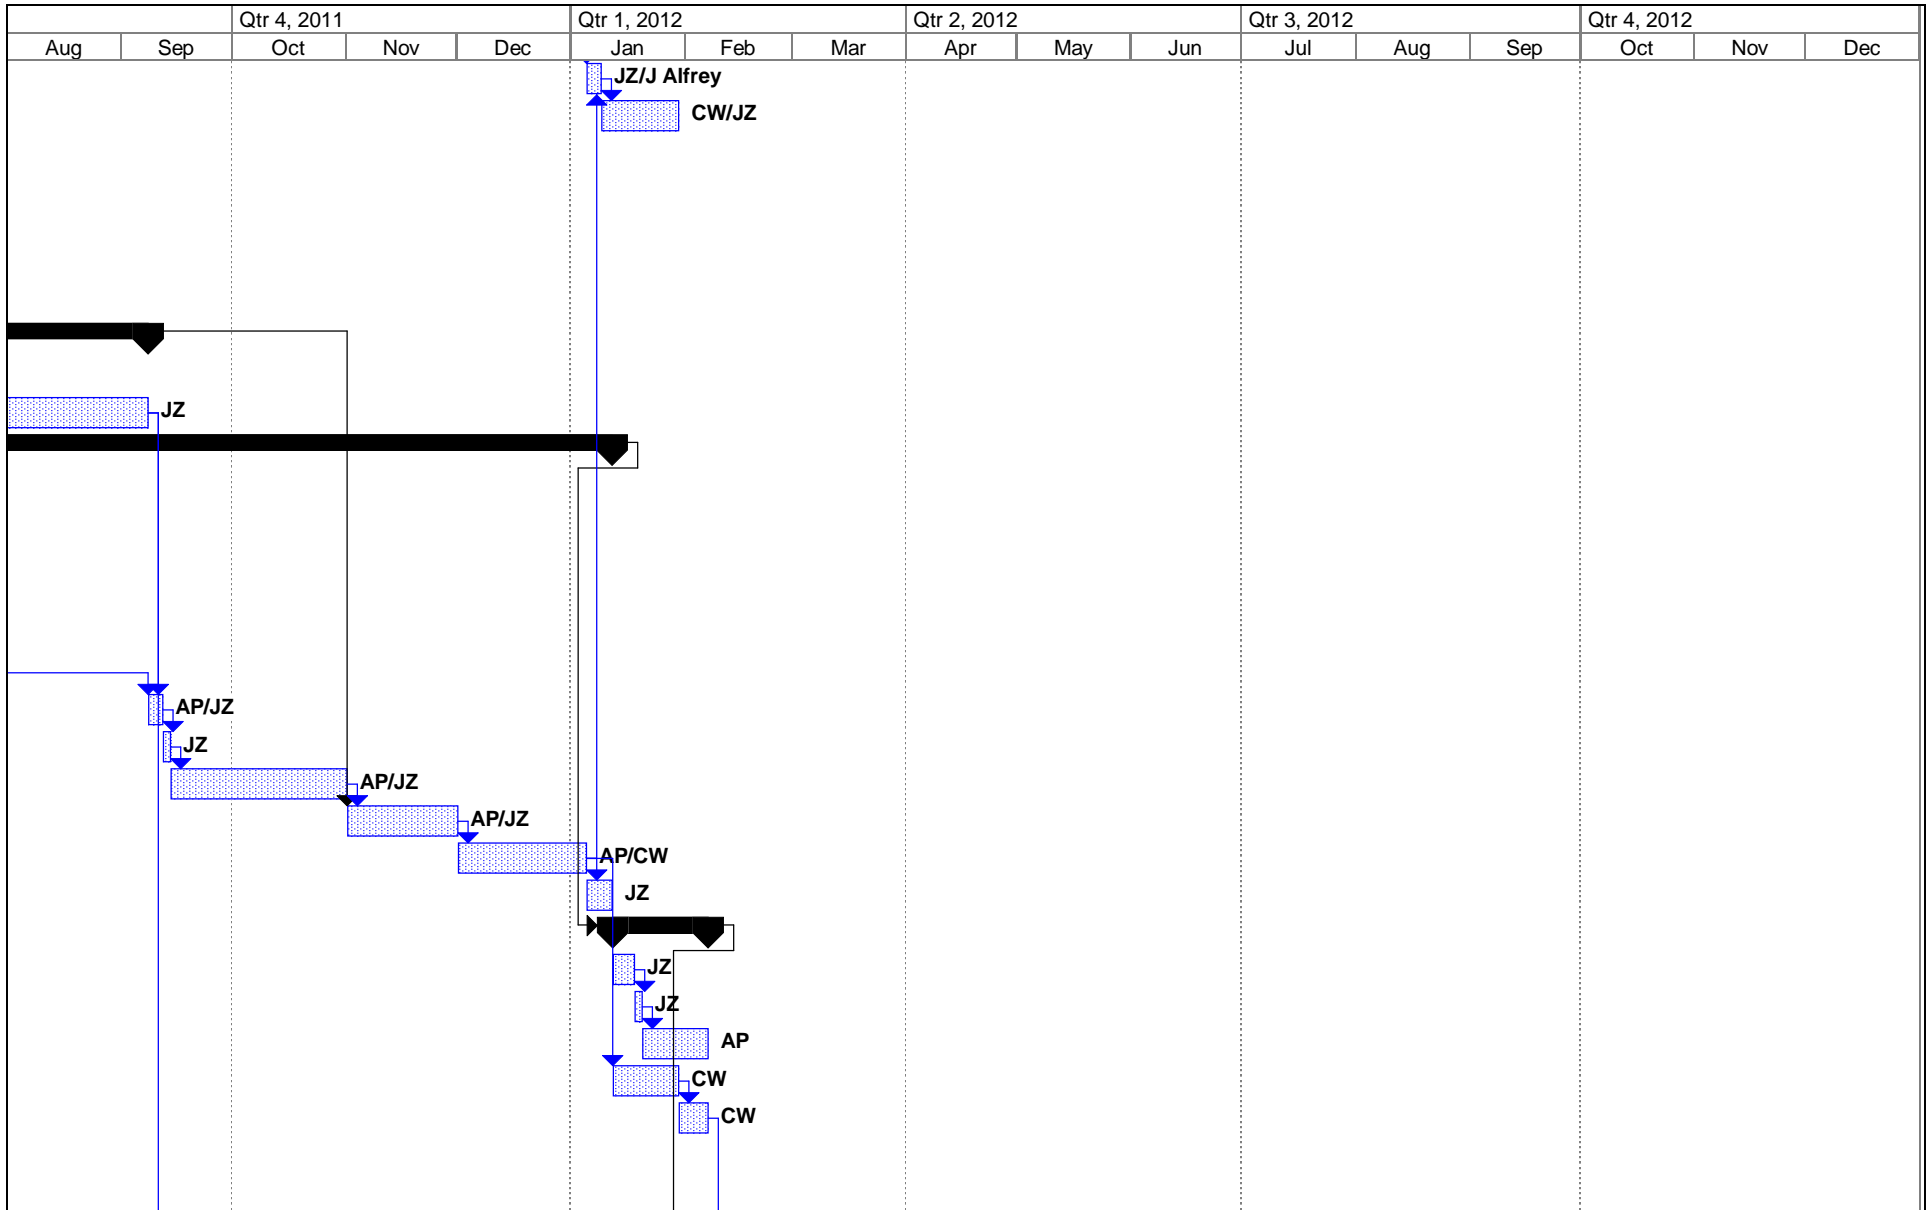 Qtr 4, 2011 Qtr 1, 2012 Qtr 2, 2012 Qtr 3, 2012 Qtr 4, 2012
Aug Sep Oct Nov Dec Jan Feb Mar Apr May Jun Jul Aug Sep Oct Nov Dec
JZ/J Alfrey
CW/JZ
JZ
AP/JZ
JZ
AP/JZ
AP/JZ
AP/CW
JZ
JZ
JZ
AP
CW
CW